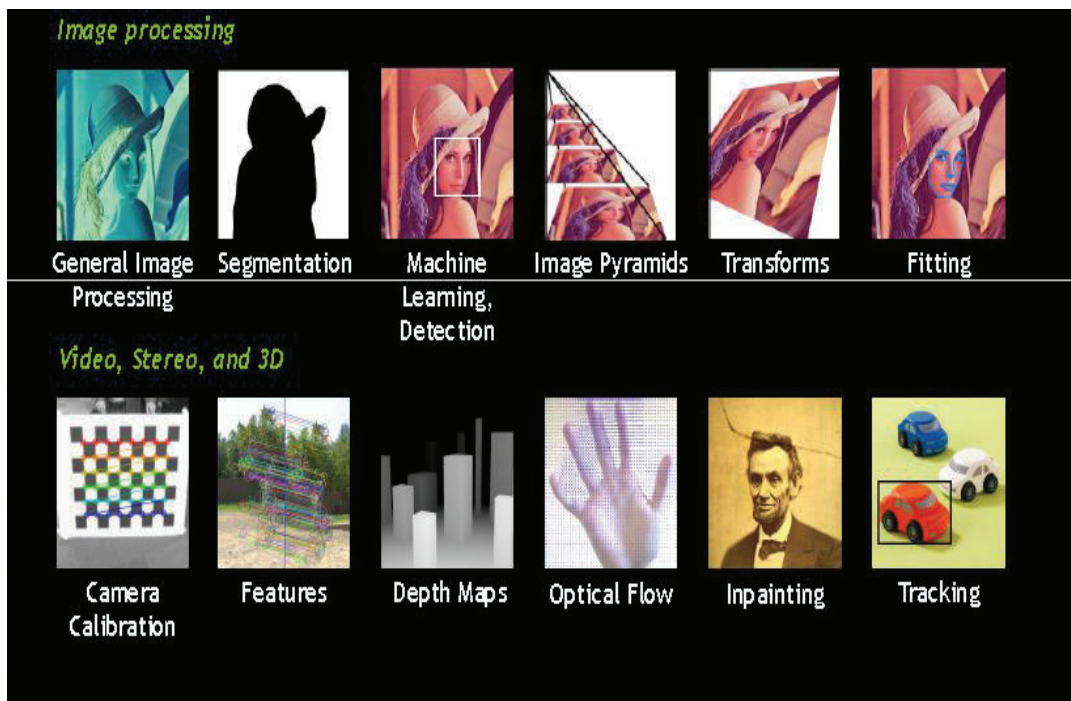 Image processing
General Image Processing
Segmentation
Machine Learning, Detection
Image Pyramids
Transforms
Fitting
Video, Stereo, and 3D
Camera Calibration
Features
Depth Maps
Optical Flow
Inpainting
Tracking